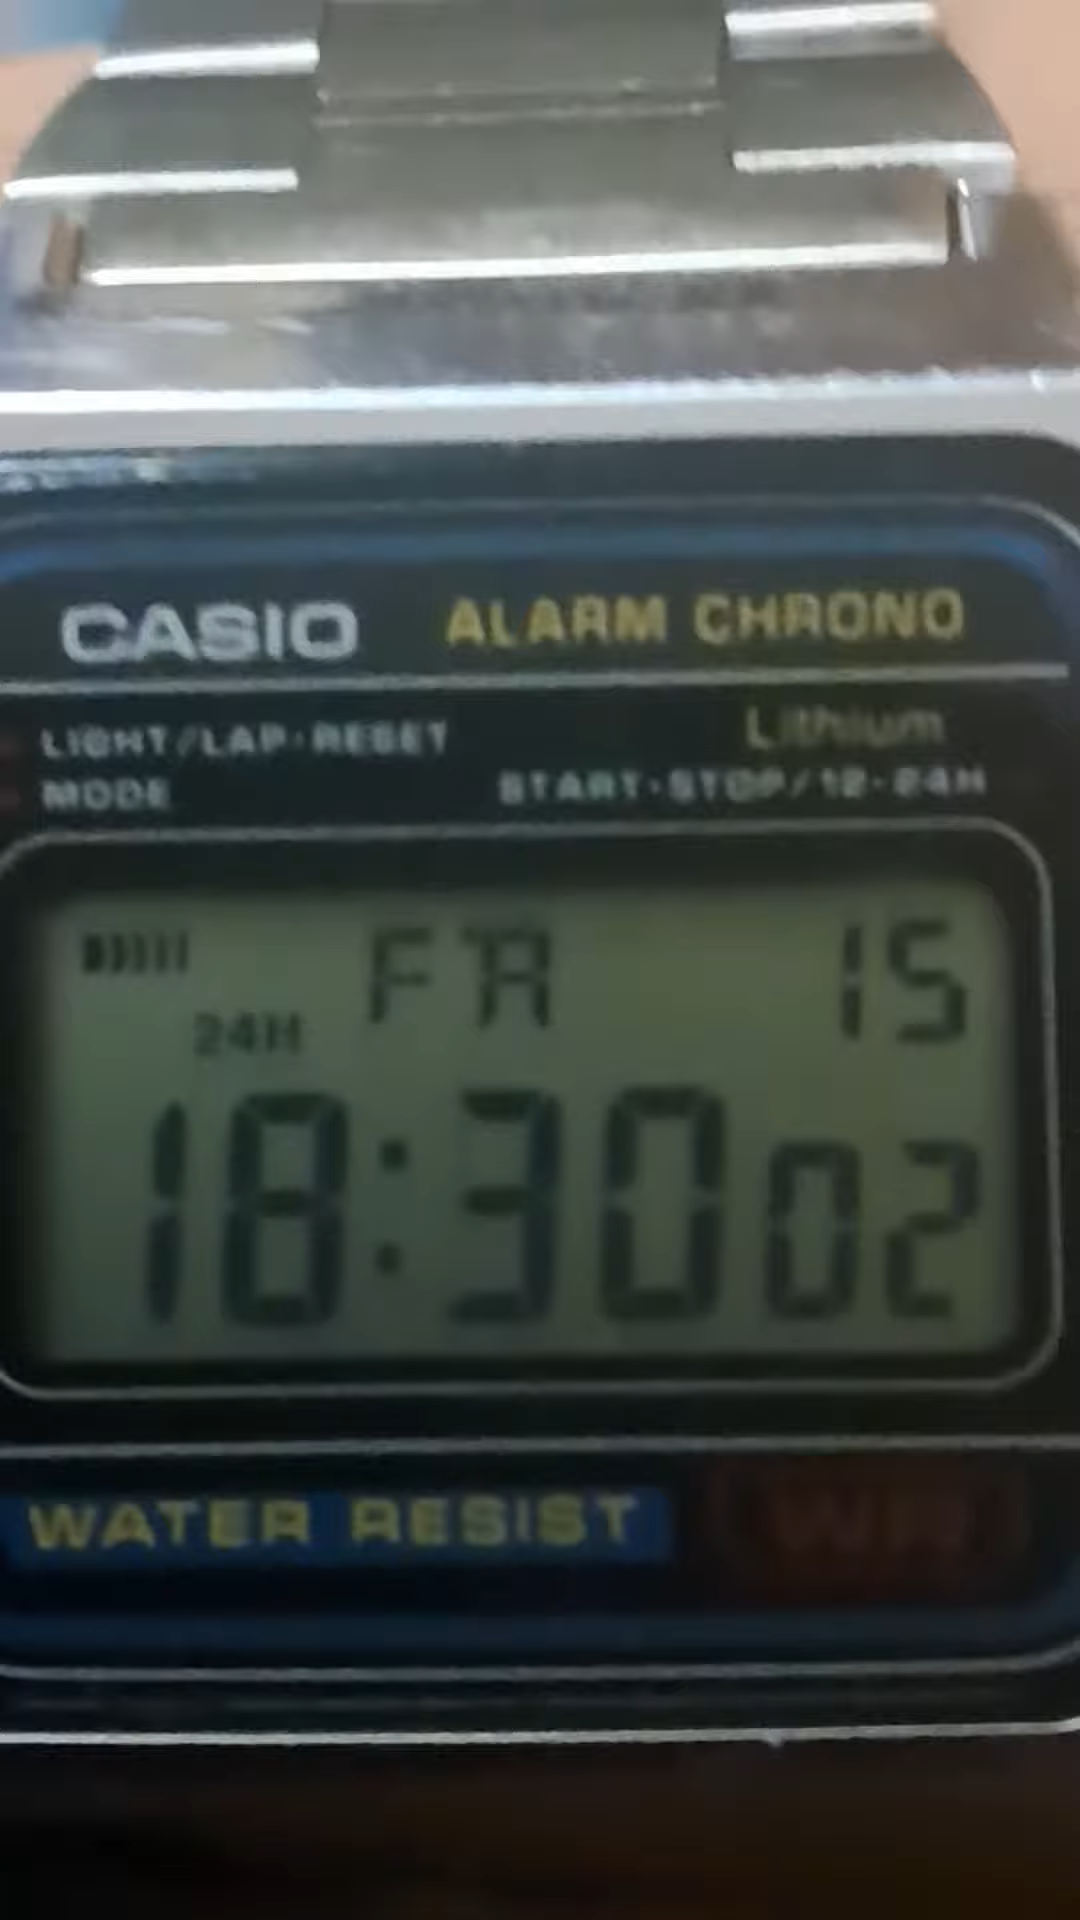 CASIO ALARM CHRONO
LIGHT/LAP·RESET Lithium
MODE START·STOP/12·24H
FR 15
24H
18:30 02
WATER RESIST WR